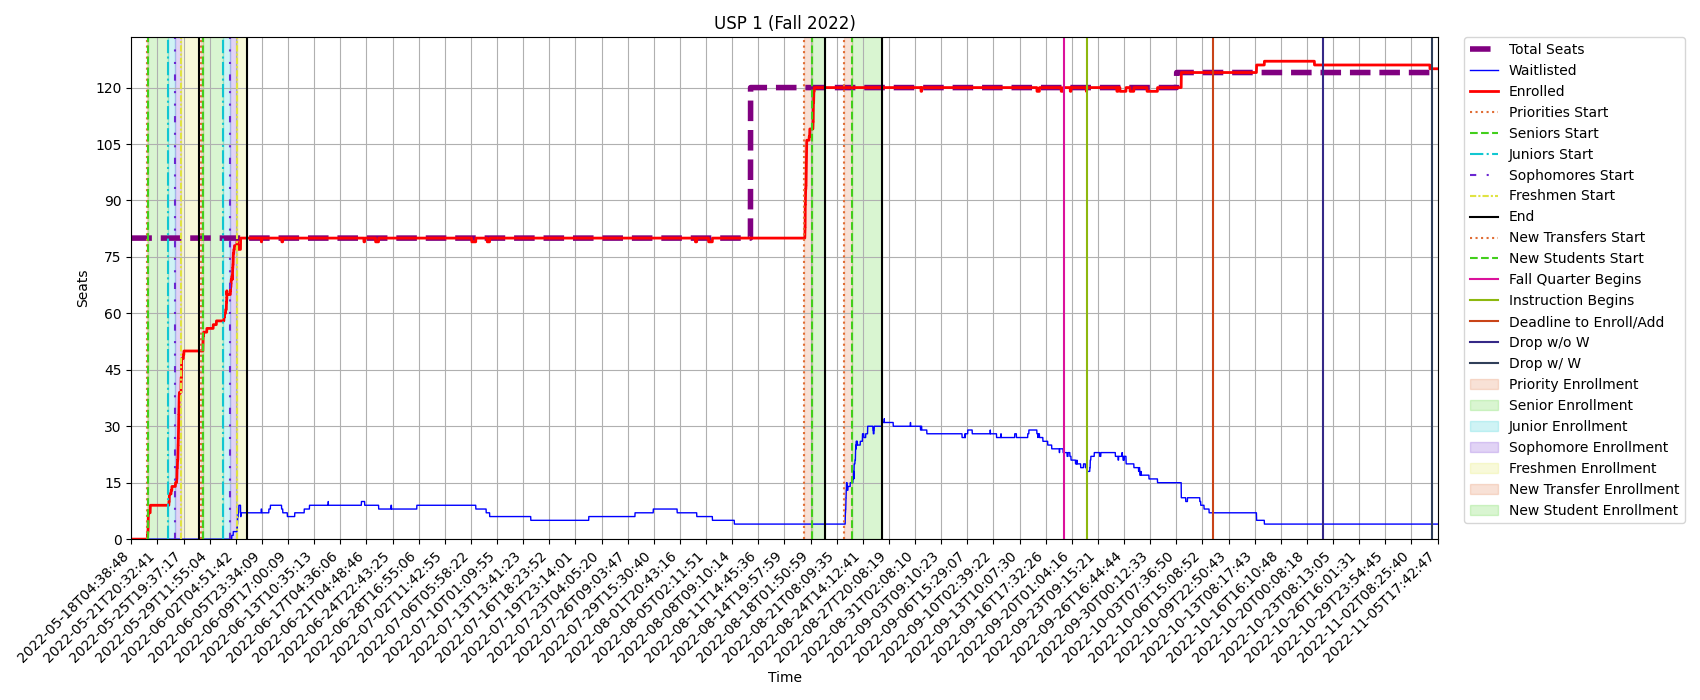 USP 1 (Fall 2022)
Seats
120
105
90
75
60
45
30
15
0
2022-05-18T04:38:48
2022-05-21T20:32:41
2022-05-25T19:37:17
2022-05-29T11:55:04
2022-06-02T04:51:42
2022-06-05T23:34:09
2022-06-09T17:00:09
2022-06-13T10:35:13
2022-06-17T04:36:06
2022-06-21T04:48:46
2022-06-24T22:43:25
2022-06-28T16:55:06
2022-07-02T11:42:55
2022-07-06T05:58:22
2022-07-10T01:09:55
2022-07-13T13:41:23
2022-07-16T18:23:52
2022-07-19T23:14:01
2022-07-23T04:05:20
2022-07-26T09:03:47
2022-07-29T15:30:40
2022-08-01T20:43:16
2022-08-05T02:11:51
2022-08-08T09:10:14
2022-08-11T14:45:36
2022-08-14T19:57:59
2022-08-18T01:50:59
2022-08-21T08:09:35
2022-08-24T14:12:41
2022-08-27T20:08:19
2022-08-31T02:08:10
2022-09-03T09:10:23
2022-09-06T15:29:07
2022-09-10T02:39:22
2022-09-13T11:07:30
2022-09-16T17:32:26
2022-09-20T01:04:16
2022-09-23T09:15:21
2022-09-26T16:44:44
2022-09-30T00:12:33
2022-10-03T07:36:50
2022-10-06T15:08:52
2022-10-09T22:50:43
2022-10-13T08:17:43
2022-10-16T16:10:48
2022-10-20T00:08:18
2022-10-23T08:13:05
2022-10-26T16:01:31
2022-10-29T23:54:45
2022-11-02T08:25:40
2022-11-05T17:42:47
Time
Total Seats
Waitlisted
Enrolled
Priorities Start
Seniors Start
Juniors Start
Sophomores Start
Freshmen Start
End
New Transfers Start
New Students Start
Fall Quarter Begins
Instruction Begins
Deadline to Enroll/Add
Drop w/o W
Drop w/ W
Priority Enrollment
Senior Enrollment
Junior Enrollment
Sophomore Enrollment
Freshmen Enrollment
New Transfer Enrollment
New Student Enrollment